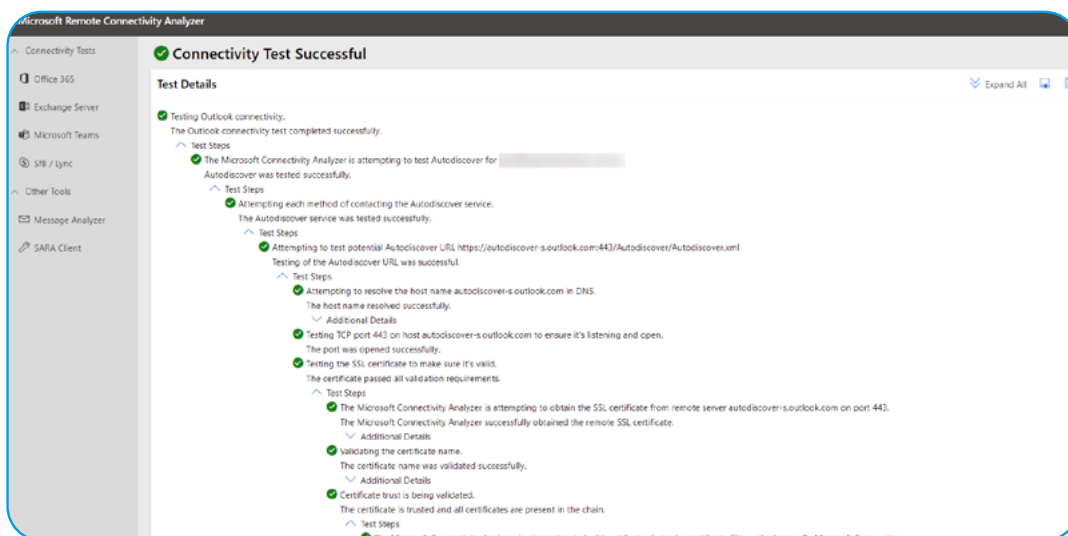 Microsoft Remote Connectivity Analyzer
Connectivity Tests
Office 365
Exchange Server
Microsoft Teams
SfB / Lync
Other Tools
Message Analyzer
SARA Client
Connectivity Test Successful
Test Details
Expand All
Testing Outlook connectivity.
The Outlook connectivity test completed successfully.
Test Steps
The Microsoft Connectivity Analyzer is attempting to test Autodiscover for
Autodiscover was tested successfully.
Test Steps
Attempting each method of contacting the Autodiscover service.
The Autodiscover service was tested successfully.
Test Steps
Attempting to test potential Autodiscover URL https://autodiscover-s.outlook.com:443/Autodiscover/Autodiscover.xml
Testing of the Autodiscover URL was successful.
Test Steps
Attempting to resolve the host name autodiscover-s.outlook.com in DNS.
The host name resolved successfully.
Additional Details
Testing TCP port 443 on host autodiscover-s.outlook.com to ensure it's listening and open.
The port was opened successfully.
Testing the SSL certificate to make sure it's valid.
The certificate passed all validation requirements.
Test Steps
The Microsoft Connectivity Analyzer is attempting to obtain the SSL certificate from remote server autodiscover-s.outlook.com on port 443.
The Microsoft Connectivity Analyzer successfully obtained the remote SSL certificate.
Additional Details
Validating the certificate name.
The certificate name was validated successfully.
Additional Details
Certificate trust is being validated.
The certificate is trusted and all certificates are present in the chain.
Test Steps